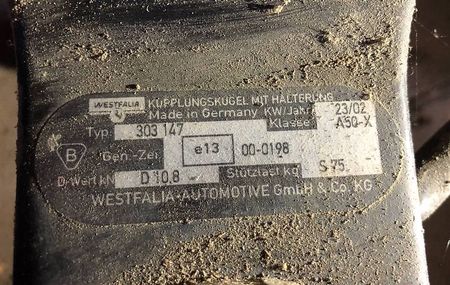 WESTFALIA KUPPLUNGSKUGEL MIT HALTERUNG
Made in Germany KW/Jahr 23/02
Typ 303 147 Klasse A50-X
B Gen.-Zei. e13 00-0198
D-Wert kN D 10,8 Stützlast kg S 75
WESTFALIA-AUTOMOTIVE GmbH & Co. KG